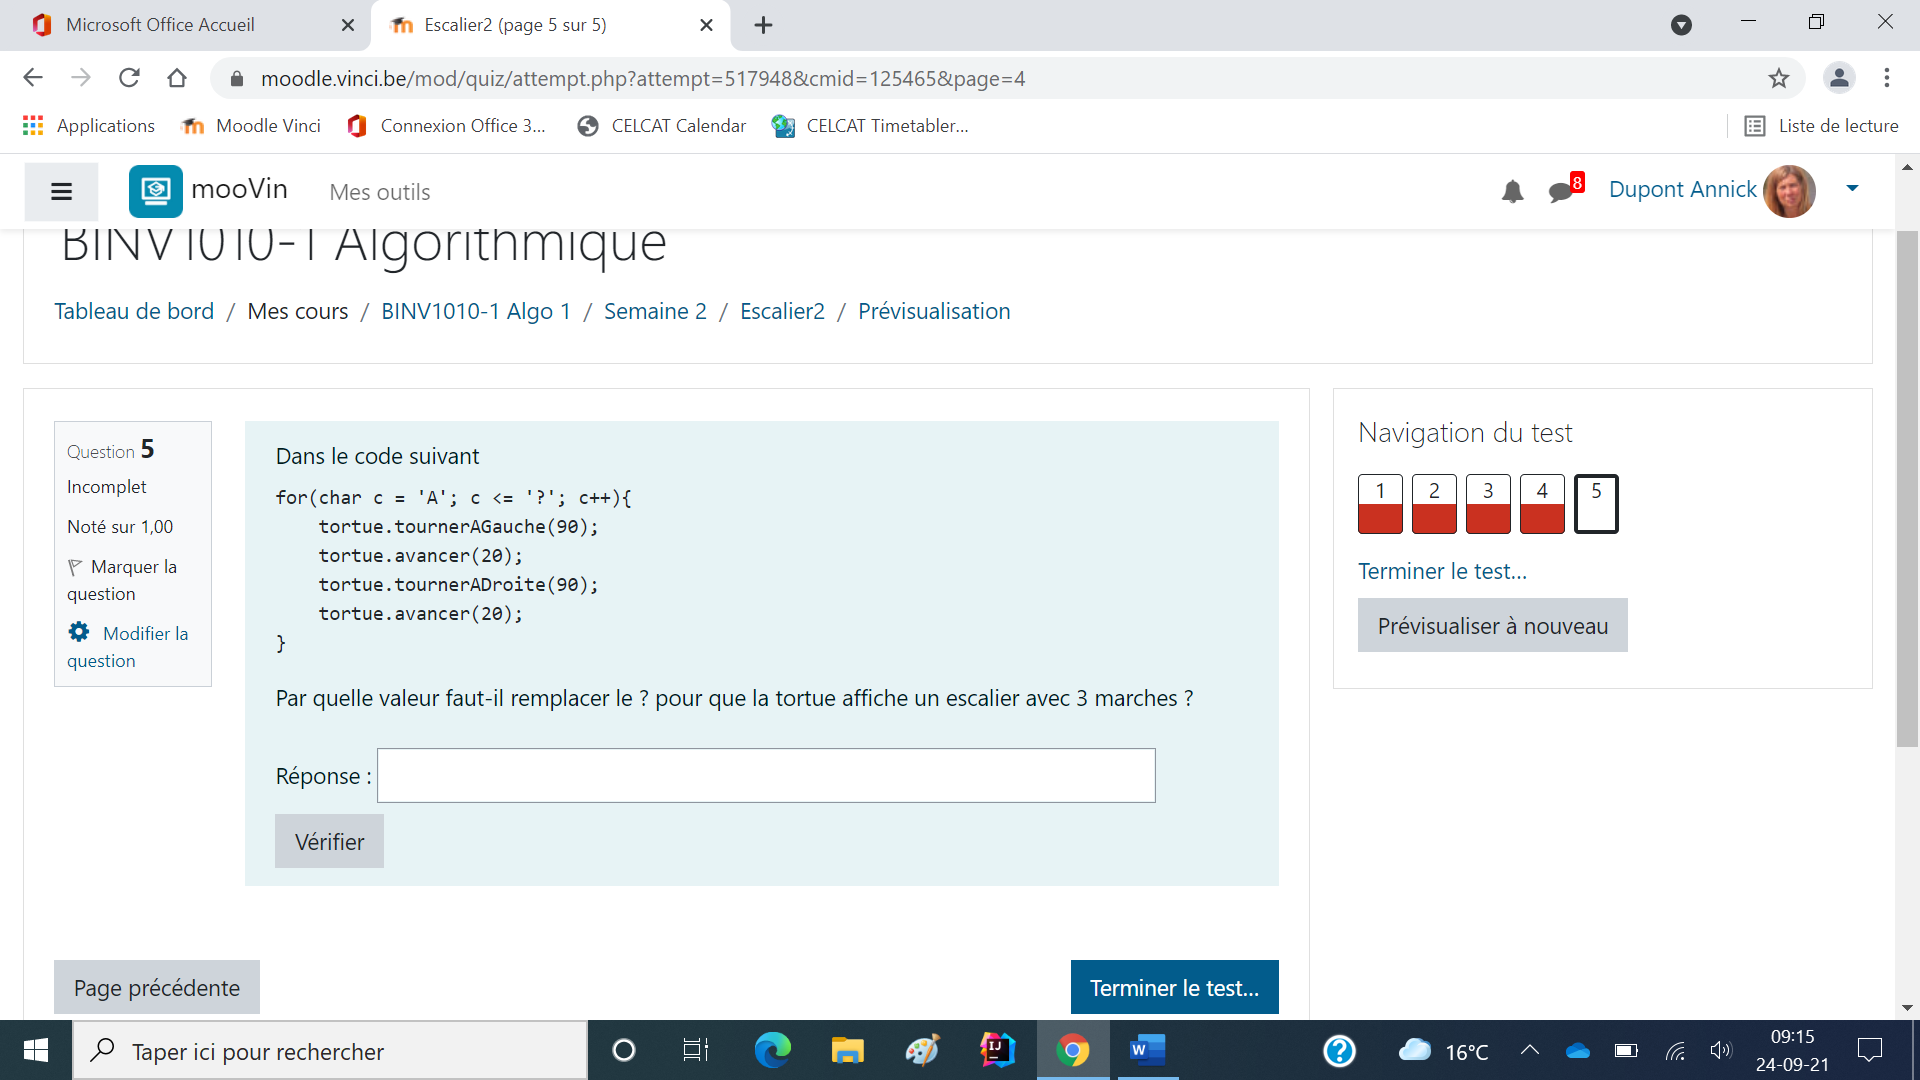 Microsoft Office Accueil
Escalier2 (page 5 sur 5)
moodle.vinci.be/mod/quiz/attempt.php?attempt=517948&cmid=125465&page=4
Applications
Moodle Vinci
Connexion Office 3...
CELCAT Calendar
CELCAT Timetabler...
Liste de lecture
mooVin
Mes outils
8
Dupont Annick
BINV1010-1 Algorithmique
Tableau de bord / Mes cours / BINV1010-1 Algo 1 / Semaine 2 / Escalier2 / Prévisualisation
Question 5
Incomplet
Noté sur 1,00
Marquer la
question
Modifier la
question
Dans le code suivant
for(char c = 'A'; c <= '?'; c++){
    tortue.tournerAGauche(90);
    tortue.avancer(20);
    tortue.tournerADroite(90);
    tortue.avancer(20);
}
Par quelle valeur faut-il remplacer le ? pour que la tortue affiche un escalier avec 3 marches ?
Réponse :
Vérifier
Page précédente
Terminer le test...
Navigation du test
1 2 3 4 5
Terminer le test...
Prévisualiser à nouveau
Taper ici pour rechercher
16°C
09:15
24-09-21